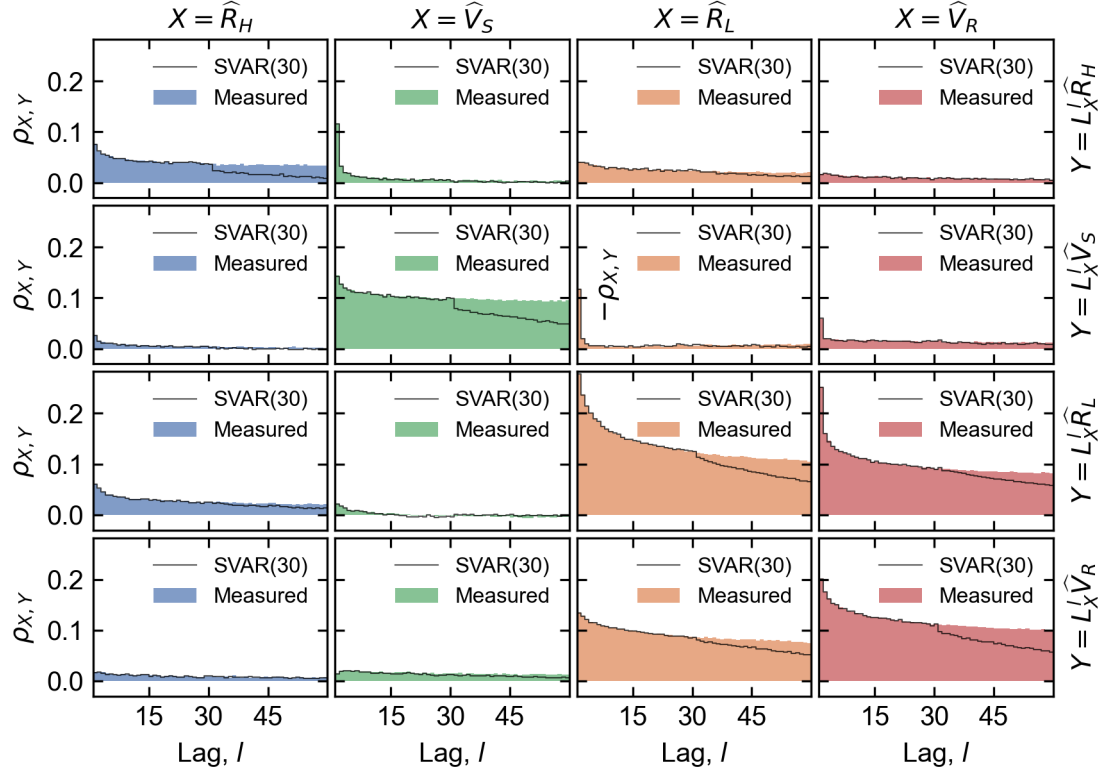 X = R̂_H X = V̂_S X = R̂_L X = V̂_R
ρ_X,Y 0.2 0.1 0.0
SVAR(30) SVAR(30) SVAR(30) SVAR(30)
Measured Measured Measured Measured
Y = L_X^l R̂_H
ρ_X,Y 0.2 0.1 0.0
SVAR(30) SVAR(30) SVAR(30) SVAR(30)
Measured Measured Measured Measured
−ρ_X,Y
Y = L_X^l V̂_S
ρ_X,Y 0.2 0.1 0.0
SVAR(30) SVAR(30) SVAR(30) SVAR(30)
Measured Measured Measured Measured
Y = L_X^l R̂_L
ρ_X,Y 0.2 0.1 0.0
SVAR(30) SVAR(30) SVAR(30) SVAR(30)
Measured Measured Measured Measured
Y = L_X^l V̂_R
15 30 45 15 30 45 15 30 45 15 30 45
Lag, l Lag, l Lag, l Lag, l